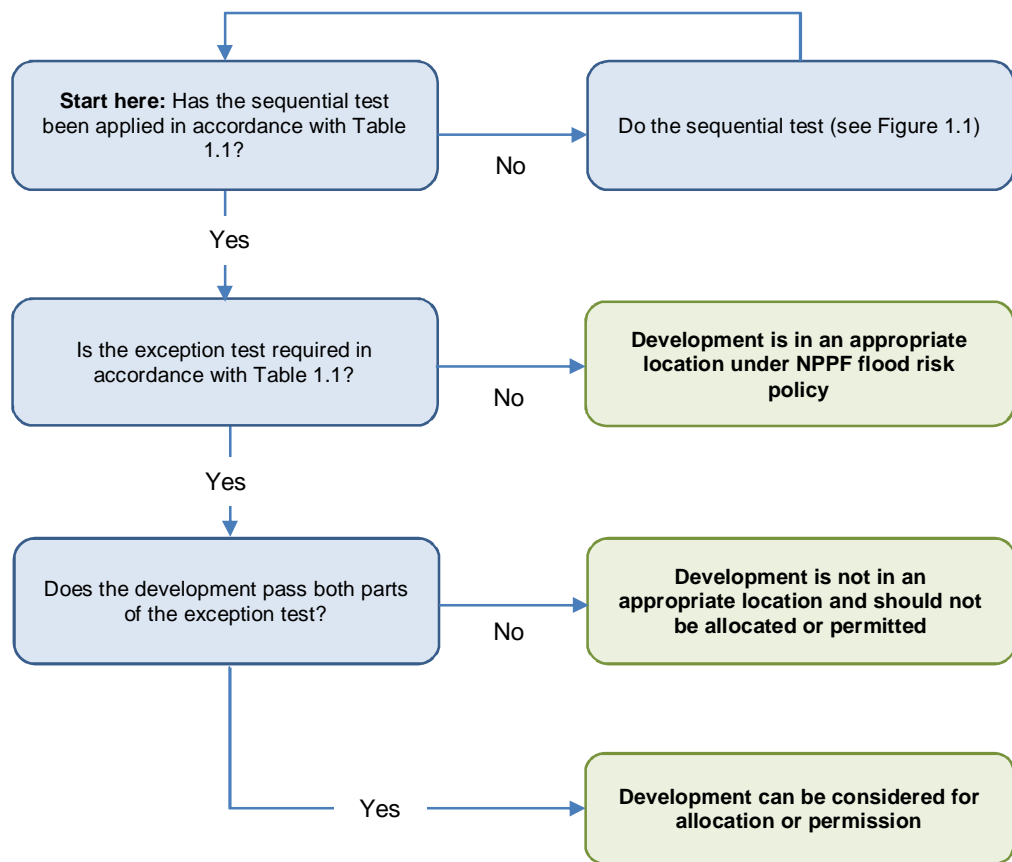 Start here: Has the sequential test
been applied in accordance with Table
1.1?
No
Do the sequential test (see Figure 1.1)
Yes
Is the exception test required in
accordance with Table 1.1?
No
Development is in an appropriate
location under NPPF flood risk
policy
Yes
Does the development pass both parts
of the exception test?
No
Development is not in an
appropriate location and should not
be allocated or permitted
Yes
Development can be considered for
allocation or permission